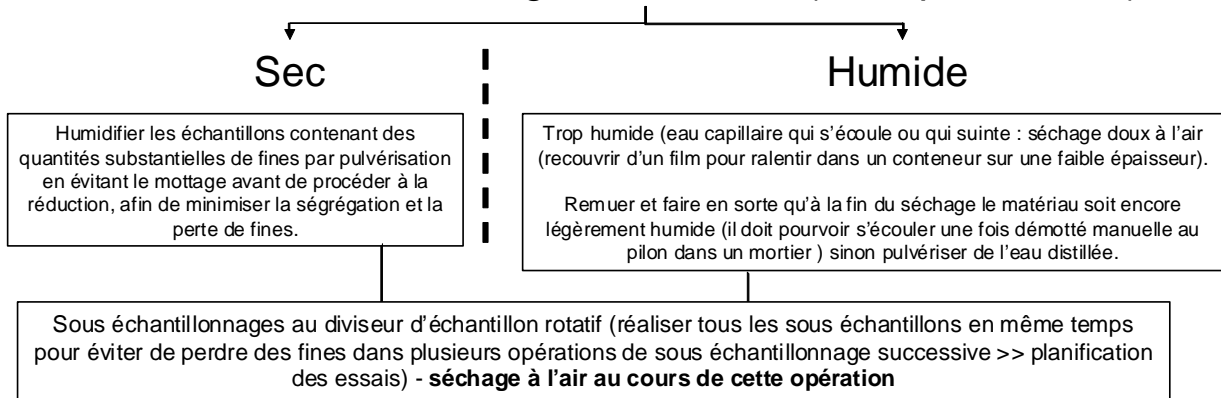 Sec
Humide
Humidifier les échantillons contenant des
quantités substantielles de fines par pulvérisation
en évitant le mottage avant de procéder à la
réduction, afin de minimiser la ségrégation et la
perte de fines.
Trop humide (eau capillaire qui s'écoule ou qui suinte : séchage doux à l'air
(recouvrir d'un film pour ralentir dans un conteneur sur une faible épaisseur).
Remuer et faire en sorte qu'à la fin du séchage le matériau soit encore
légèrement humide (il doit pourvoir s'écouler une fois démotté manuelle au
pilon dans un mortier ) sinon pulvériser de l'eau distillée.
Sous échantillonnages au diviseur d'échantillon rotatif (réaliser tous les sous échantillons en même temps
pour éviter de perdre des fines dans plusieurs opérations de sous échantillonnage successive >> planification
des essais) - séchage à l'air au cours de cette opération